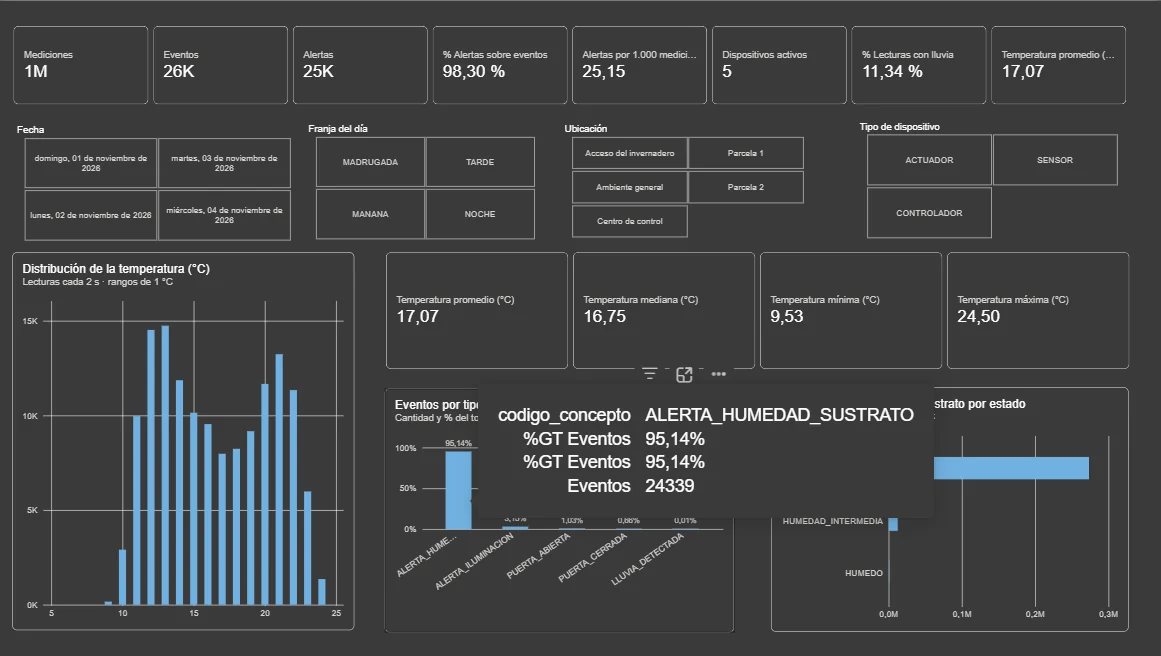 Mediciones
1M
Eventos
26K
Alertas
25K
% Alertas sobre eventos
98,30 %
Alertas por 1.000 medici...
25,15
Dispositivos activos
5
% Lecturas con lluvia
11,34 %
Temperatura promedio (...
17,07
Fecha
domingo, 01 de noviembre de
2026
martes, 03 de noviembre de
2026
lunes, 02 de noviembre de 2026
miércoles, 04 de noviembre de
2026
Franja del día
MADRUGADA
TARDE
MANANA
NOCHE
Ubicación
Acceso del invernadero
Parcela 1
Ambiente general
Parcela 2
Centro de control
Tipo de dispositivo
ACTUADOR
SENSOR
CONTROLADOR
Distribución de la temperatura (°C)
Lecturas cada 2 s · rangos de 1 °C
15K
10K
5K
0K
5
10
15
20
25
Temperatura promedio (°C)
17,07
Temperatura mediana (°C)
16,75
Temperatura mínima (°C)
9,53
Temperatura máxima (°C)
24,50
Eventos por tipo
Cantidad y % del to
100%
50%
0%
95,14%
3,15%
1,03%
0,66%
0,01%
ALERTA_HUME...
ALERTA_ILUMINACION
PUERTA_ABIERTA
PUERTA_CERRADA
LLUVIA_DETECTADA
codigo_concepto ALERTA_HUMEDAD_SUSTRATO
%GT Eventos 95,14%
%GT Eventos 95,14%
Eventos 24339
strato por estado
HUMEDAD_INTERMEDIA
HUMEDO
0,0M
0,1M
0,2M
0,3M